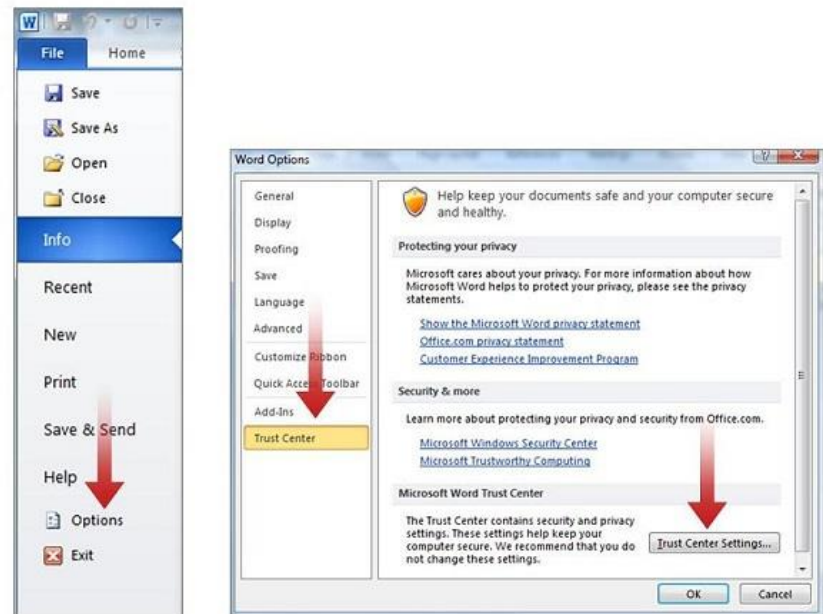 W
File Home
Save
Save As
Open
Close
Info
Recent
New
Print
Save & Send
Help
Options
Exit
Word Options
General
Display
Proofing
Save
Language
Advanced
Customize Ribbon
Quick Access Toolbar
Add-Ins
Trust Center
Help keep your documents safe and your computer secure
and healthy.
Protecting your privacy
Microsoft cares about your privacy. For more information about how
Microsoft Word helps to protect your privacy, please see the privacy
statements.
Show the Microsoft Word privacy statement
Office.com privacy statement
Customer Experience Improvement Program
Security & more
Learn more about protecting your privacy and security from Office.com.
Microsoft Windows Security Center
Microsoft Trustworthy Computing
Microsoft Word Trust Center
The Trust Center contains security and privacy
settings. These settings help keep your
computer secure. We recommend that you do
not change these settings.
Trust Center Settings...
OK Cancel